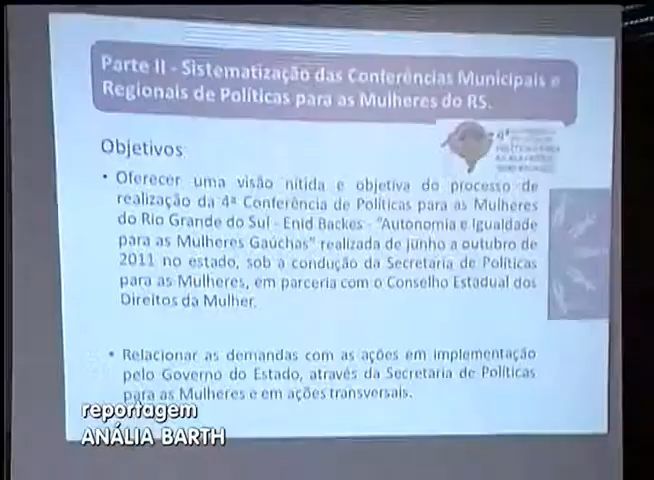 Parte II - Sistematização das Conferências Municipais e
Regionais de Políticas para as Mulheres do RS.
4ª
Objetivos
• Oferecer uma visão nítida e objetiva do processo de
realização da 4ª Conferência de Políticas para as Mulheres
do Rio Grande do Sul - Enid Backes - "Autonomia e Igualdade
para as Mulheres Gaúchas" realizada de junho a outubro de
2011 no estado, sob a condução da Secretaria de Políticas
para as Mulheres, em parceria com o Conselho Estadual dos
Direitos da Mulher.
• Relacionar as demandas com as ações em implementação
pelo Governo do Estado, através da Secretaria de Políticas
para as Mulheres e em ações transversais.
reportagem
ANÁLIA BARTH